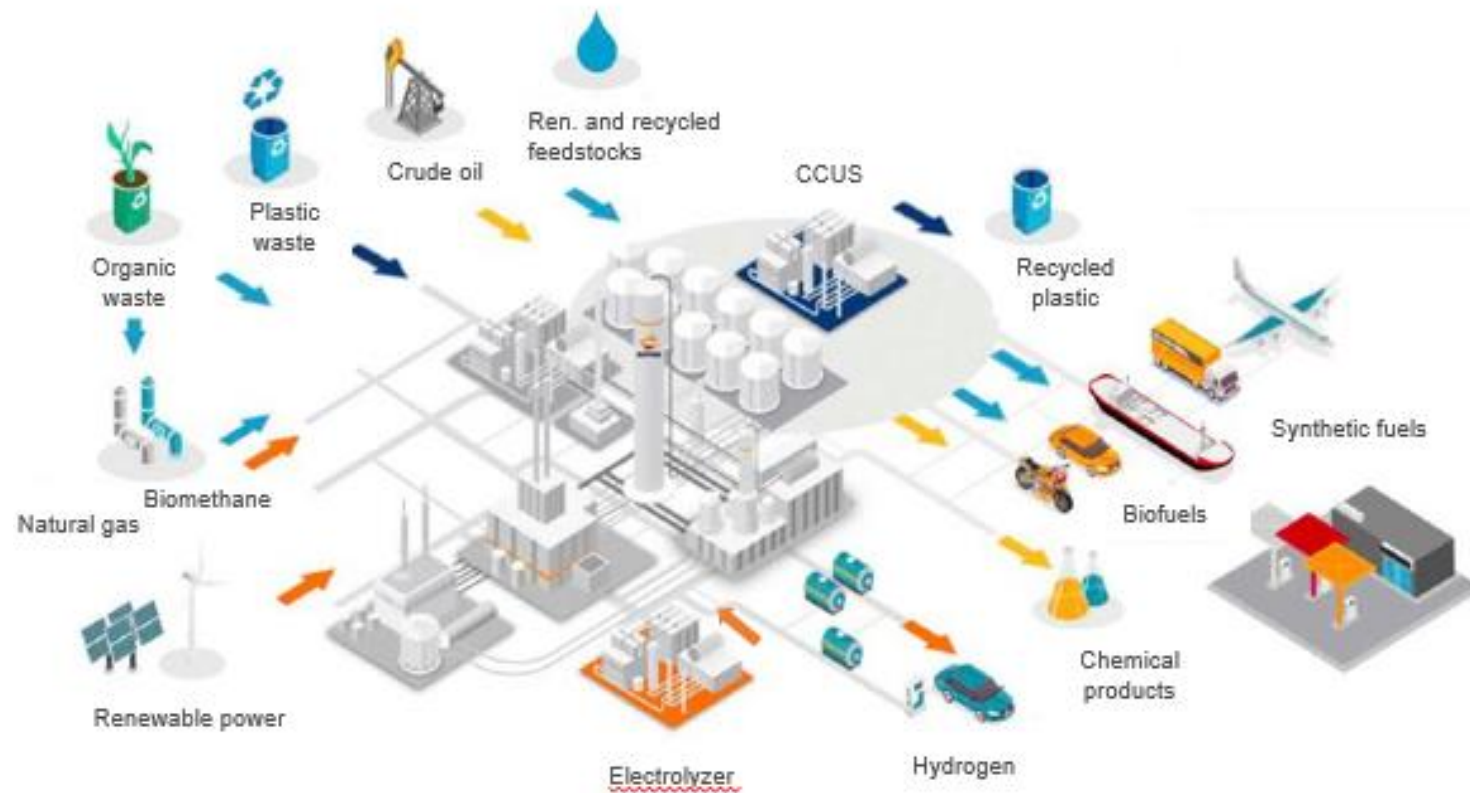 Ren. and recycled
feedstocks
Crude oil
CCUS
Plastic
waste
Organic
waste
Recycled
plastic
Synthetic fuels
Biomethane
Natural gas
Biofuels
Chemical
products
Renewable power
Electrolyzer
Hydrogen